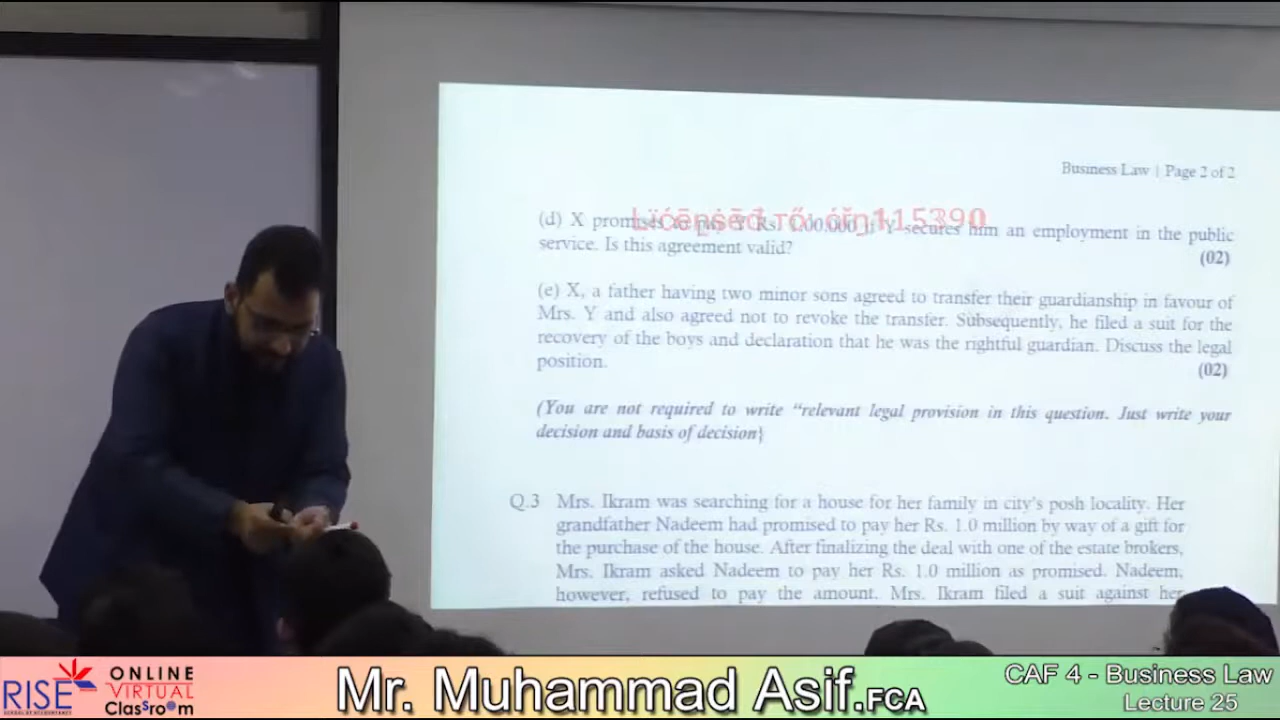 Business Law | Page 2 of 2
(d) X promises to pay Y Rs. 1.00.000 if Y secures him an employment in the public
service. Is this agreement valid?
(02)
(e) X, a father having two minor sons agreed to transfer their guardianship in favour of
Mrs. Y and also agreed not to revoke the transfer. Subsequently, he filed a suit for the
recovery of the boys and declaration that he was the rightful guardian. Discuss the legal
position.
(02)
(You are not required to write “relevant legal provision in this question. Just write your
decision and basis of decision}
Q.3 Mrs. Ikram was searching for a house for her family in city's posh locality. Her
grandfather Nadeem had promised to pay her Rs. 1.0 million by way of a gift for
the purchase of the house. After finalizing the deal with one of the estate brokers,
Mrs. Ikram asked Nadeem to pay her Rs. 1.0 million as promised. Nadeem,
however, refused to pay the amount. Mrs. Ikram filed a suit against her
RISE
ONLINE
VIRTUAL
ClasSro@m
Mr. Muhammad Asif.FCA
CAF 4 - Business Law
Lecture 25